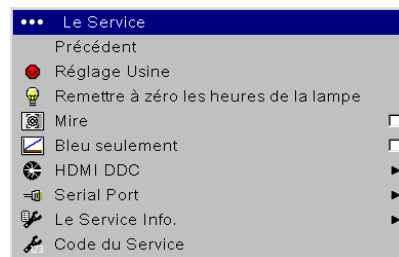 Le Service
Précédent
Réglage Usine
Remettre à zéro les heures de la lampe
Mire
Bleu seulement
HDMI DDC
Serial Port
Le Service Info.
Code du Service